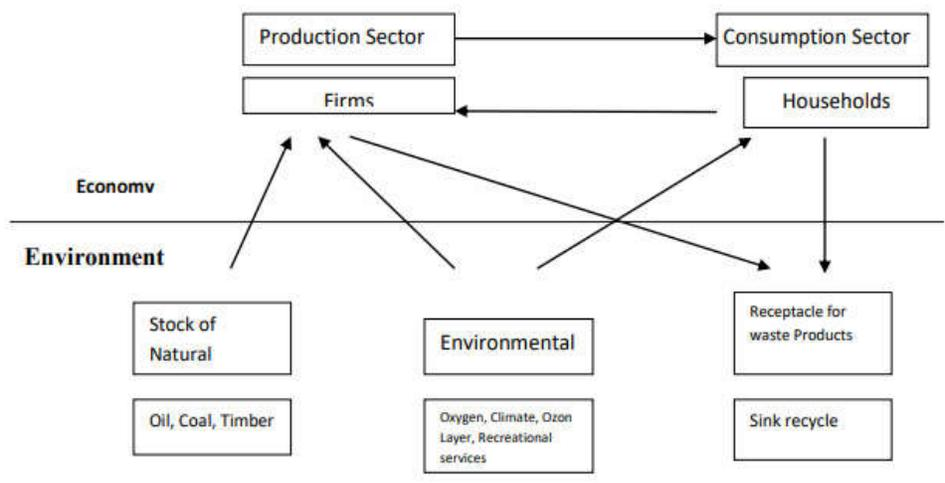 Production Sector
Consumption Sector
Firms
Households
Economy
Environment
Stock of
Natural
Environmental
Receptacle for
waste Products
Oil, Coal, Timber
Oxygen, Climate, Ozon
Layer, Recreational
services
Sink recycle